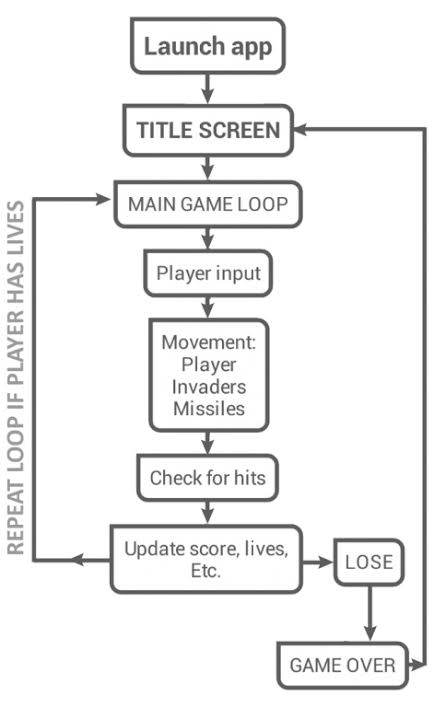 Launch app
TITLE SCREEN
MAIN GAME LOOP
Player input
Movement:
Player
Invaders
Missiles
Check for hits
Update score, lives,
Etc.
LOSE
GAME OVER
REPEAT LOOP IF PLAYER HAS LIVES